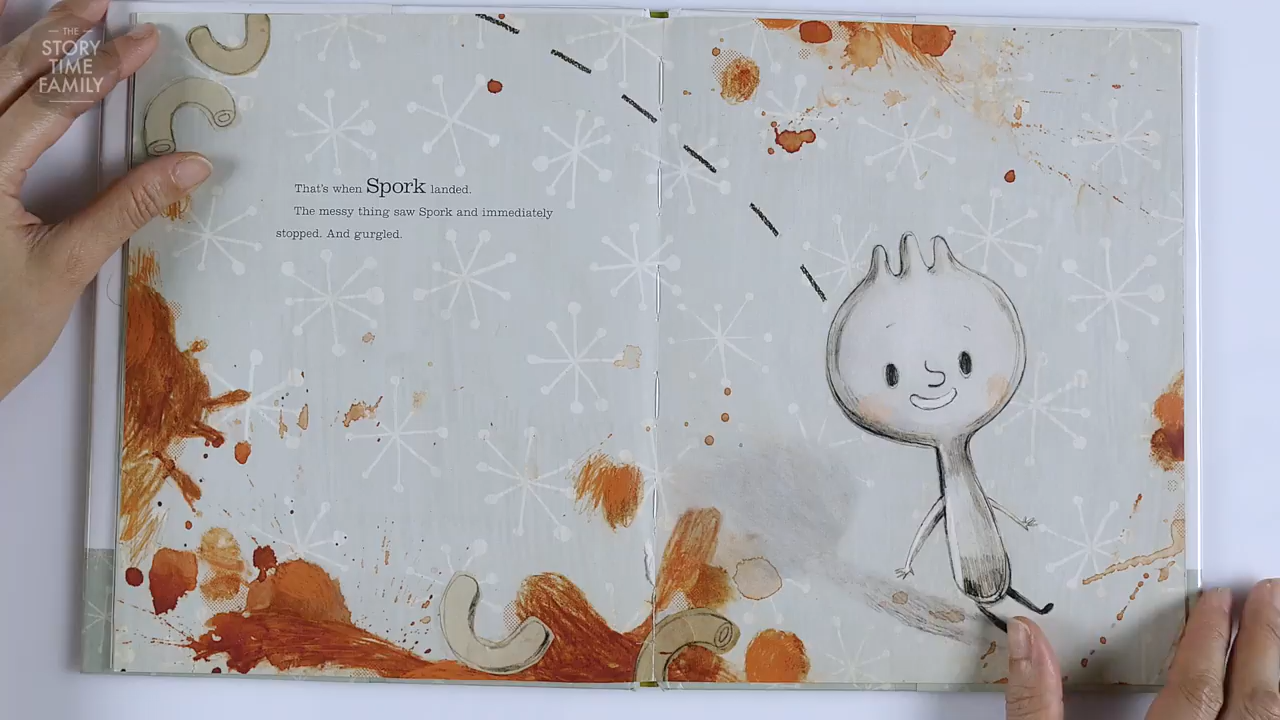 THE
STORY
TIME
FAMILY
That's when Spork landed.
The messy thing saw Spork and immediately
stopped. And gurgled.